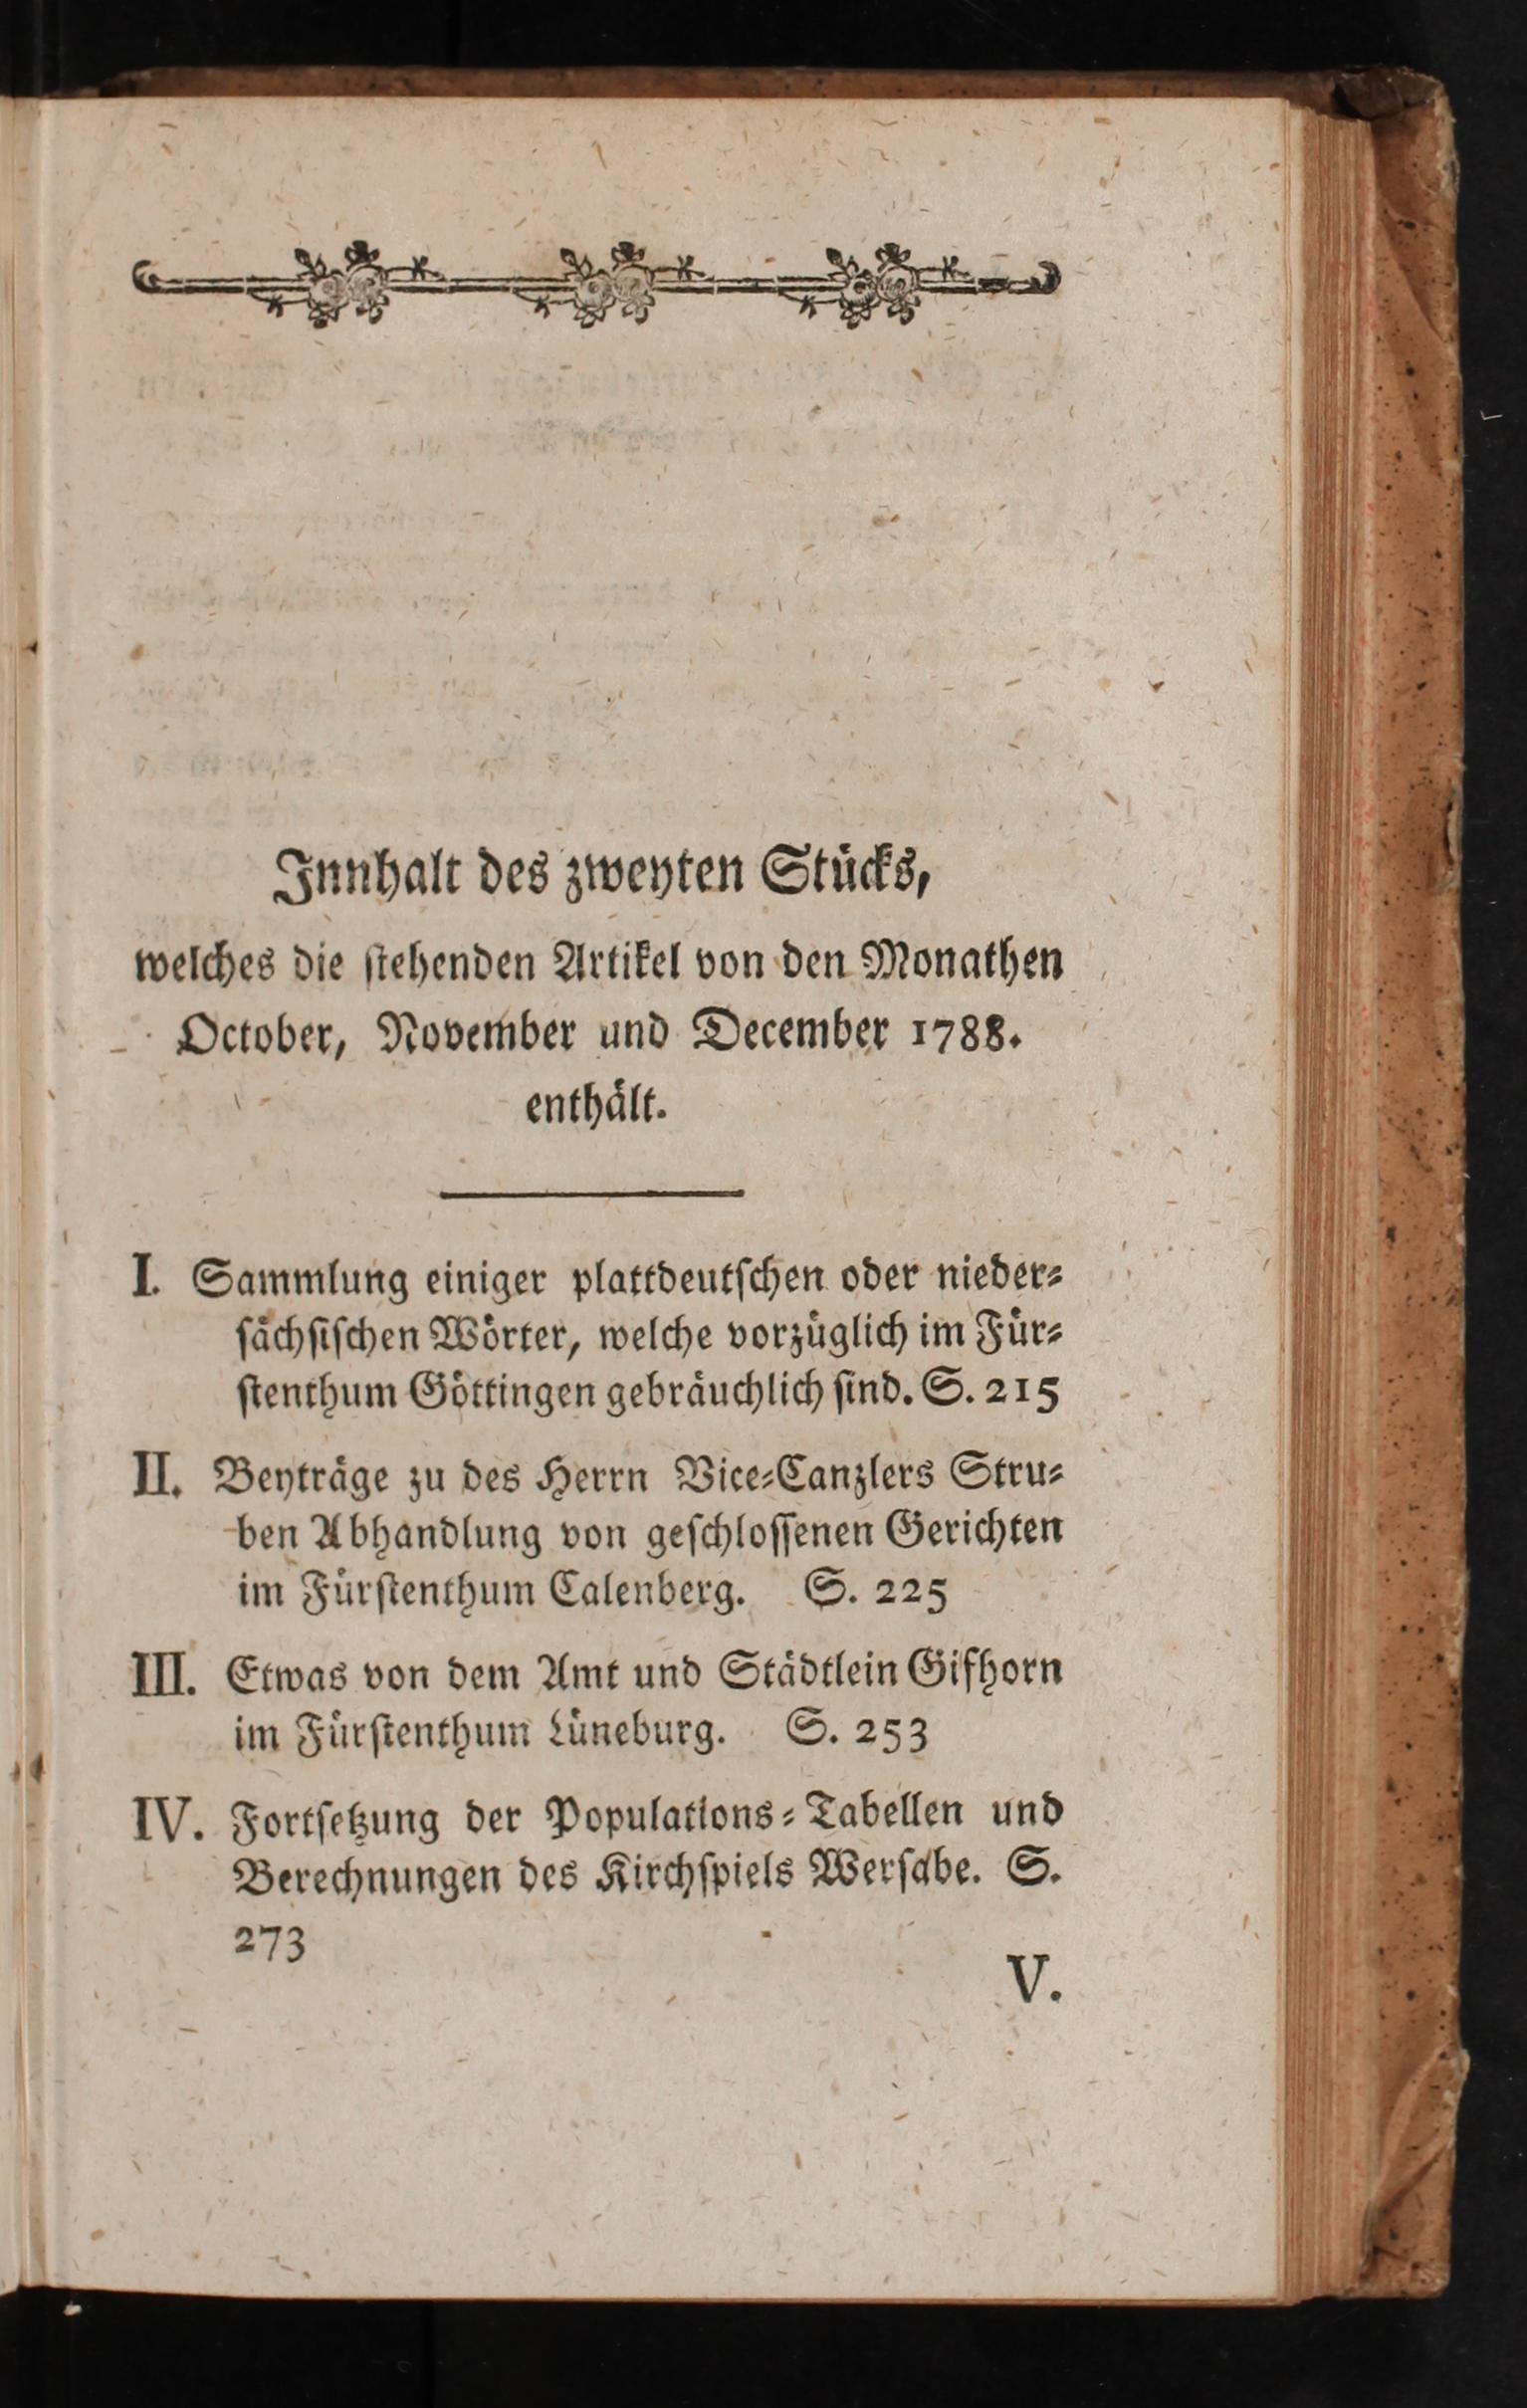 Innhalt des zweyten Stücks,
welches die ſtehenden Artikel von den Monathen
October, November und December 1788.
enthält.
I. Sammlung einiger plattdeutſchen oder nieder⸗
ſächſiſchen Wörter, welche vorzüglich im Für⸗
ſtenthum Göttingen gebräuchlich ſind. S. 215
II. Beyträge zu des Herrn Vice⸗Canzlers Stru⸗
ben Abhandlung von geſchloſſenen Gerichten
im Fürſtenthum Calenberg. S. 225
III. Etwas von dem Amt und Städtlein Gifhorn
im Fürſtenthum Lüneburg. S. 253
IV. Fortſetzung der Populations⸗Tabellen und
Berechnungen des Kirchſpiels Werſabe. S.
273
V.